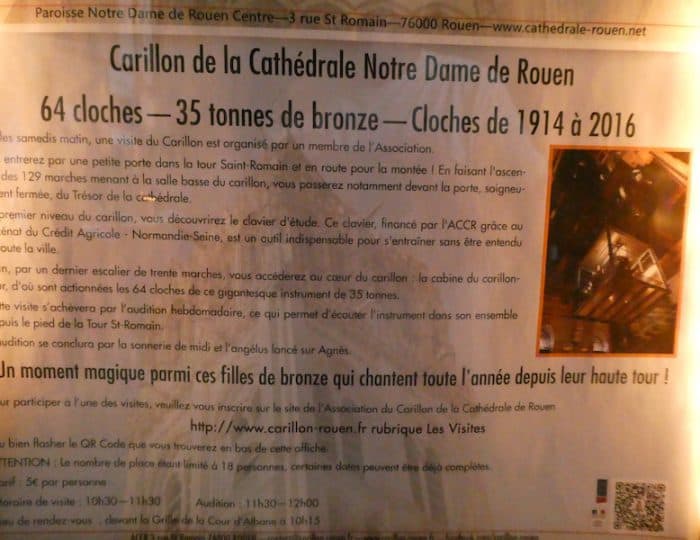 Paroisse Notre Dame de Rouen Centre—3 rue St Romain—76000 Rouen—www.cathedrale-rouen.net
Carillon de la Cathédrale Notre Dame de Rouen
64 cloches — 35 tonnes de bronze — Cloches de 1914 à 2016
les samedis matin, une visite du Carillon est organisé par un membre de l'Association.
entrerez par une petite porte dans la tour Saint-Romain et en route pour la montée ! En faisant l'ascen-
des 129 marches menant à la salle basse du carillon, vous passerez notamment devant la porte, soigneu-
ent fermée, du Trésor de la cathédrale.
premier niveau du carillon, vous découvrirez le clavier d'étude. Ce clavier, financé par l'ACCR grâce au
cénat du Crédit Agricole - Normandie-Seine, est un outil indispensable pour s'entraîner sans être entendu
oute la ville.
in, par un dernier escalier de trente marches, vous accéderez au cœur du carillon : la cabine du carillon-
ur, d'où sont actionnées les 64 cloches de ce gigantesque instrument de 35 tonnes.
tte visite s'achèvera par l'audition hebdomadaire, ce qui permet d'écouter l'instrument dans son ensemble
puis le pied de la Tour St-Romain.
audition se conclura par la sonnerie de midi et l'angélus lancé sur Agnès.
Un moment magique parmi ces filles de bronze qui chantent toute l'année depuis leur haute tour !
ur participer à l'une des visites, veuillez vous inscrire sur le site de l'Association du Carillon de la Cathédrale de Rouen
http://www.carillon-rouen.fr rubrique Les Visites
u bien flasher le QR Code que vous trouverez en bas de cette affiche.
TTENTION : Le nombre de place étant limité à 18 personnes, certaines dates peuvent être déjà complètes.
arif : 5€ par personne
Horaire de visite : 10h30—11h30 Audition : 11h30—12h00
ieu de rendez-vous : devant la Grille de la Cour d'Albane à 10h15